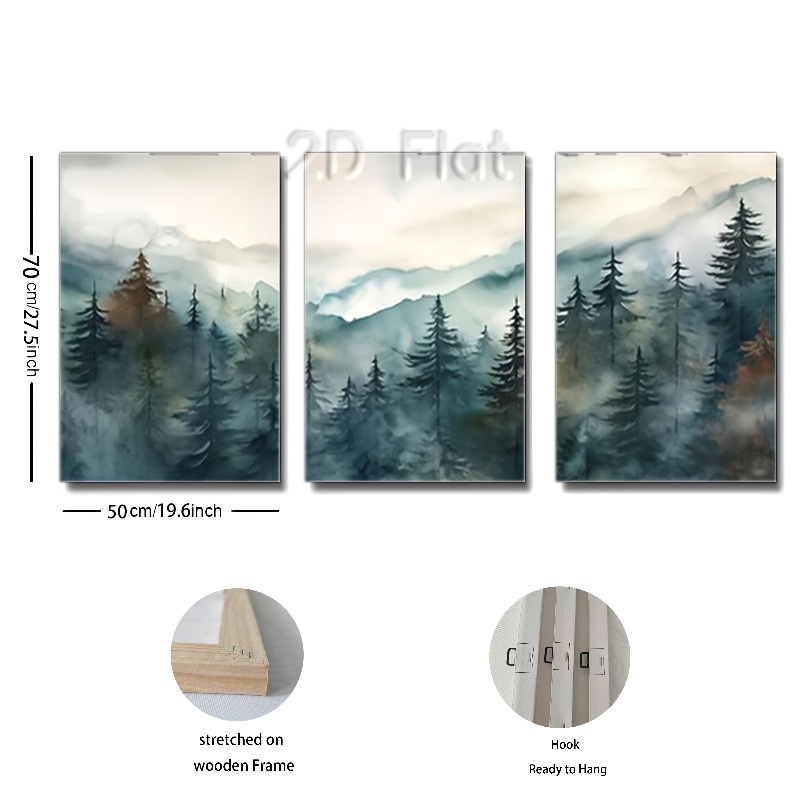 2D Flat
70 cm/27.5inch
50cm/19.6inch
stretched on
wooden Frame
Hook
Ready to Hang